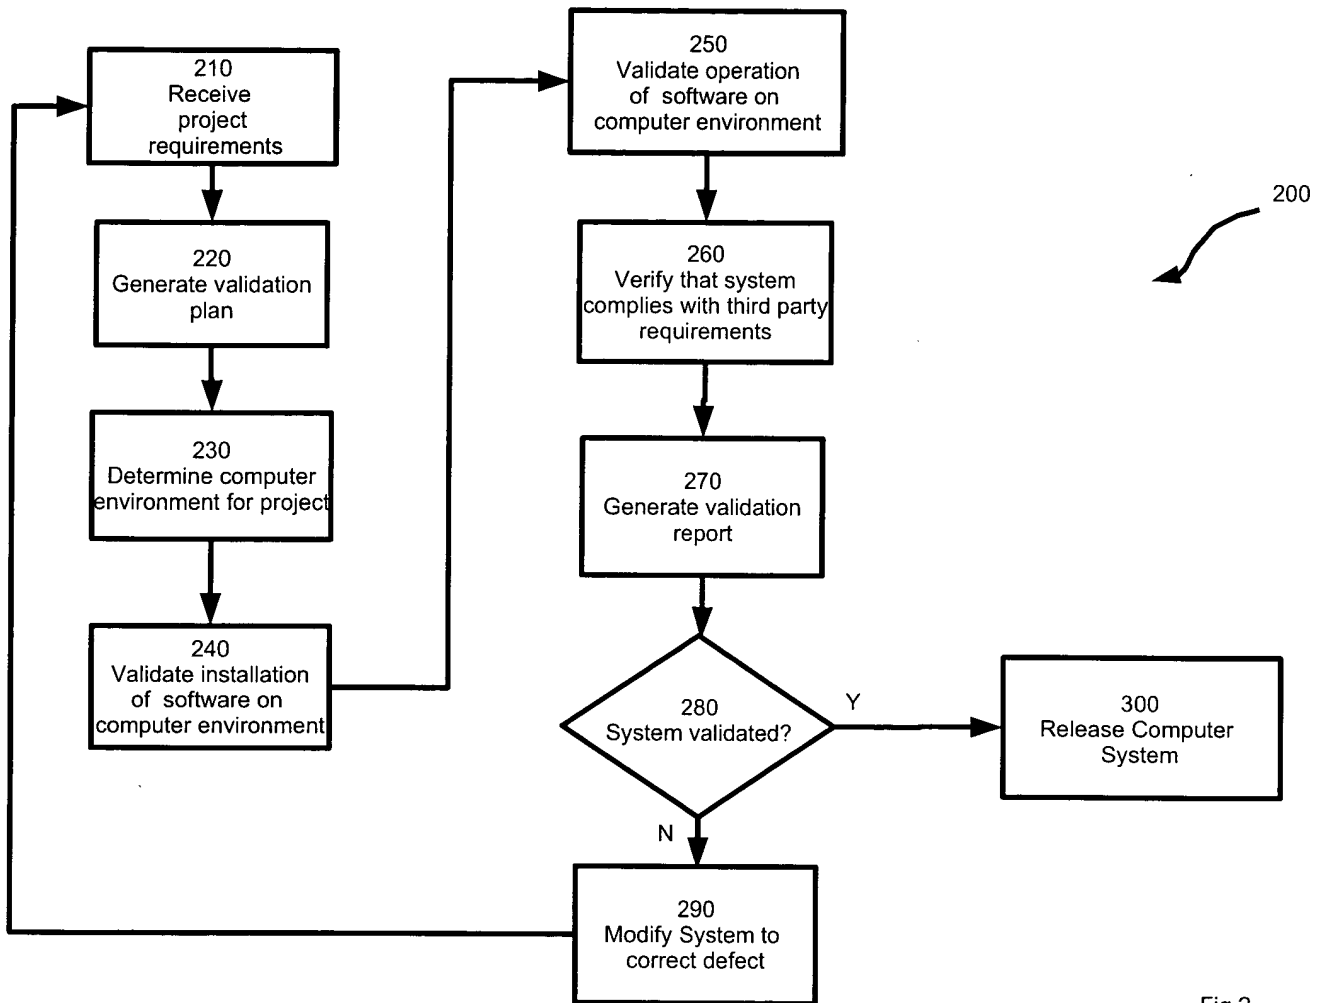 210
Receive
project
requirements
220
Generate validation
plan
230
Determine computer
environment for project
240
Validate installation
of software on
computer environment
250
Validate operation
of software on
computer environment
260
Verify that system
complies with third party
requirements
270
Generate validation
report
280
System validated?
Y
N
290
Modify System to
correct defect
300
Release Computer
System
200
Fig 2